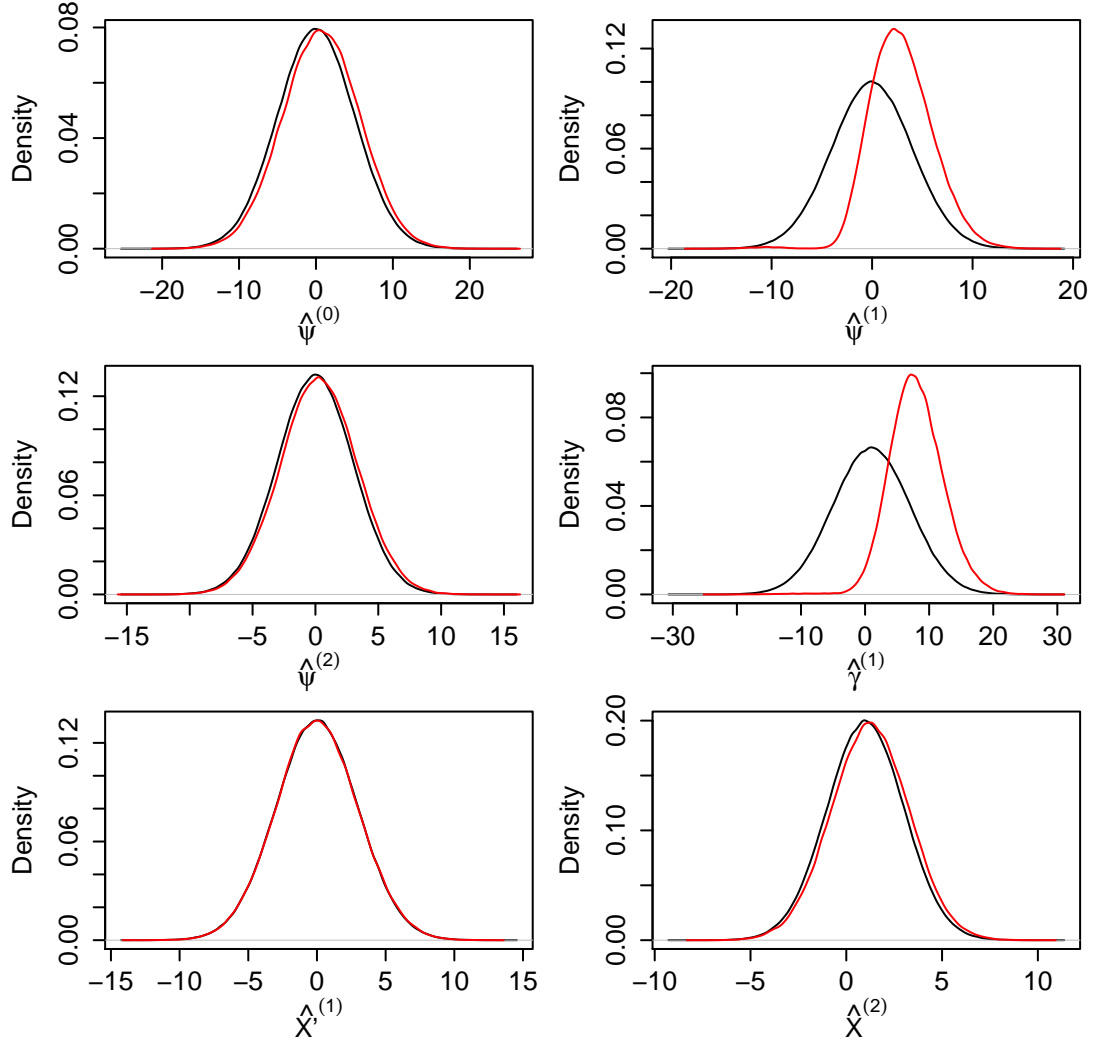 Density
0.00 0.04 0.08
−20 −10 0 10 20
ψ̂⁽⁰⁾
Density
0.00 0.06 0.12
−20 −10 0 10 20
ψ̂⁽¹⁾
Density
0.00 0.06 0.12
−15 −5 0 5 10 15
ψ̂⁽²⁾
Density
0.00 0.04 0.08
−30 −10 0 10 20 30
γ̂⁽¹⁾
Density
0.00 0.06 0.12
−15 −10 −5 0 5 10 15
X̂′⁽¹⁾
Density
0.00 0.10 0.20
−10 −5 0 5 10
X̂⁽²⁾